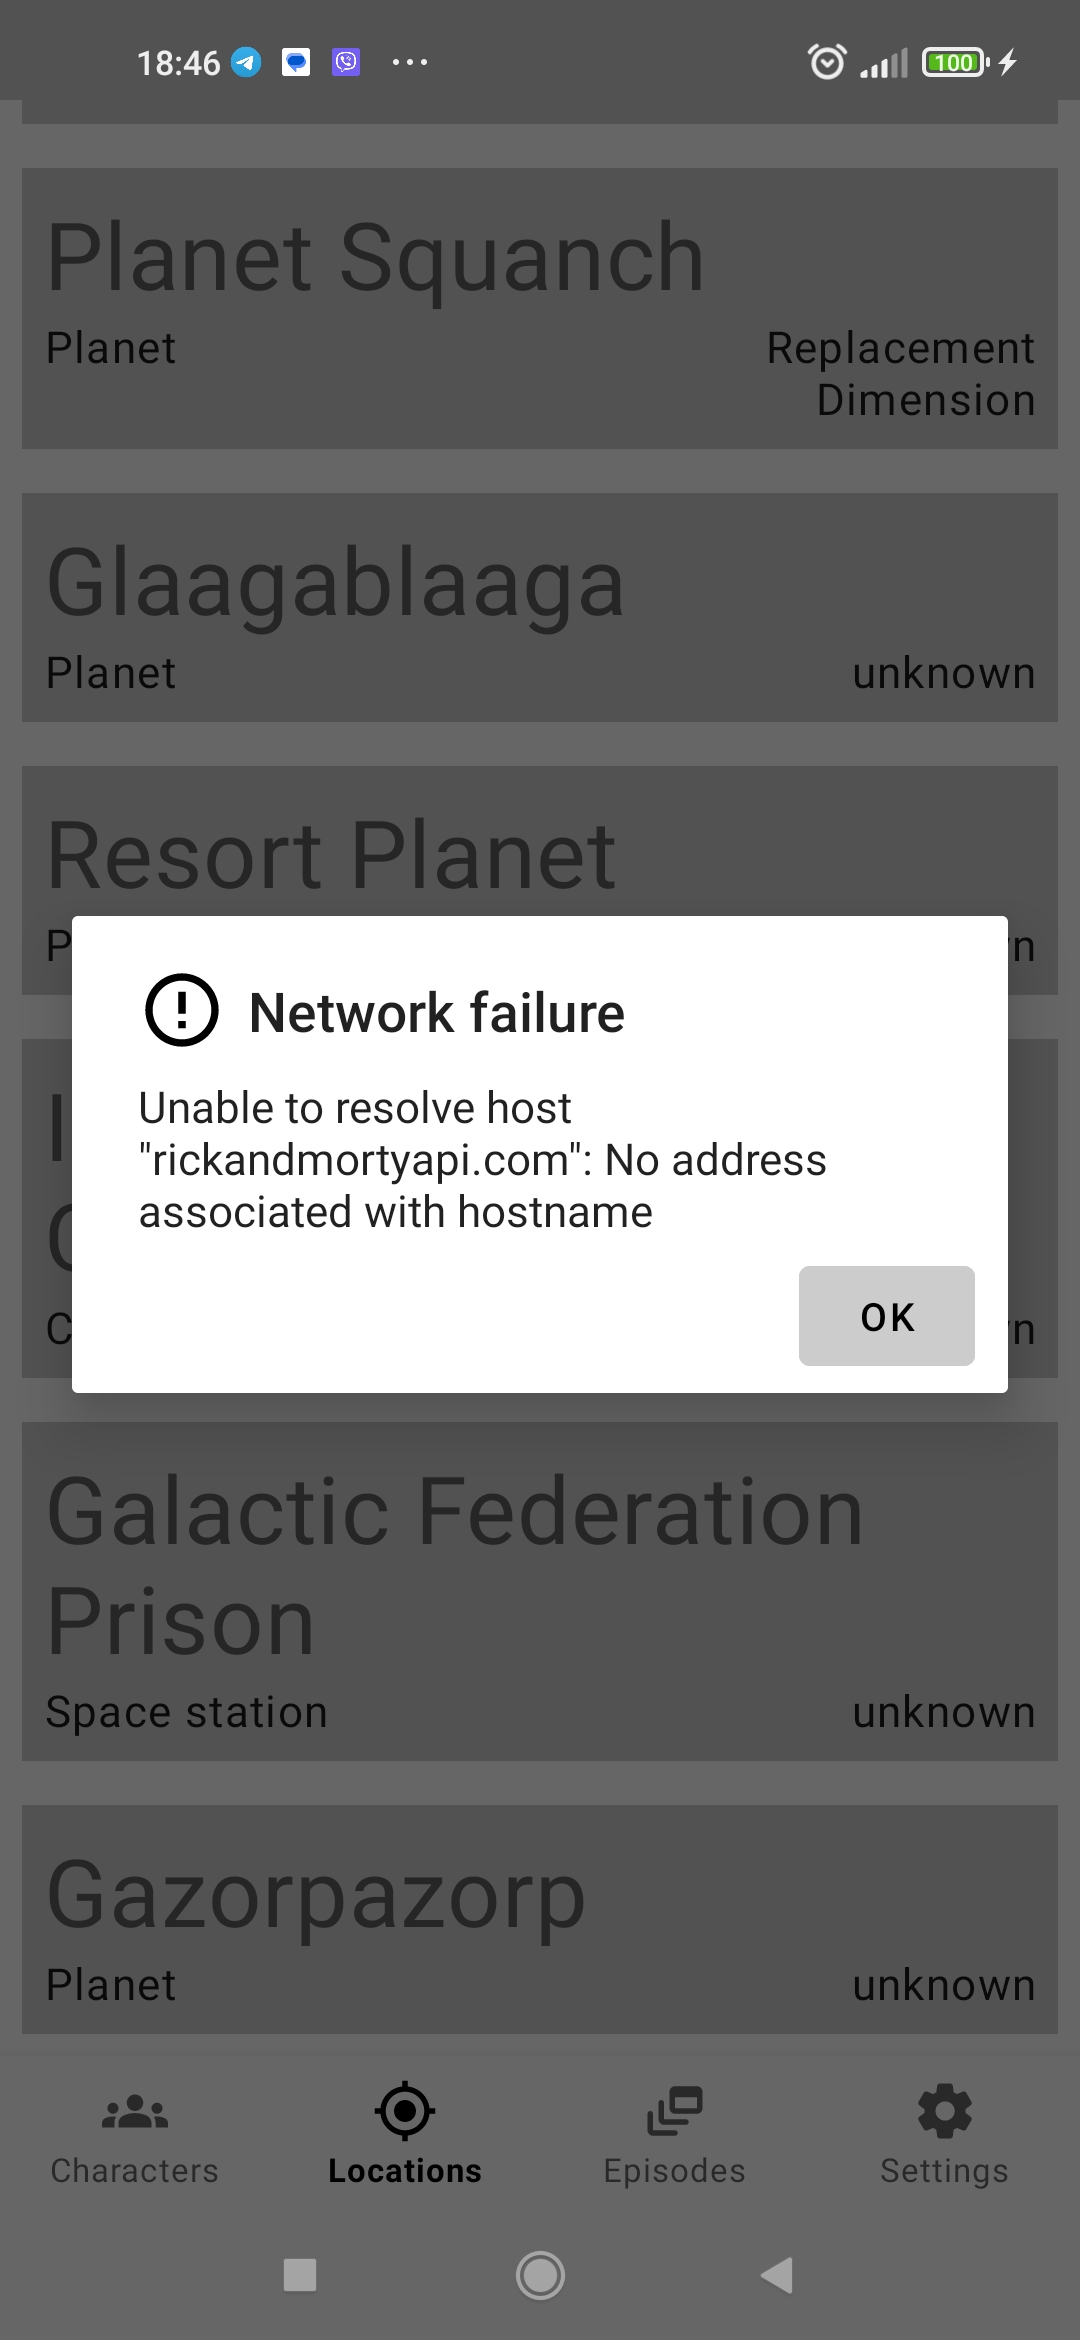 18:46
100
Planet Squanch
Planet
Replacement
Dimension
Glaagablaaga
Planet
unknown
Resort Planet
Network failure
Unable to resolve host
"rickandmortyapi.com": No address
associated with hostname
OK
Galactic Federation
Prison
Space station
unknown
Gazorpazorp
Planet
unknown
Characters
Locations
Episodes
Settings